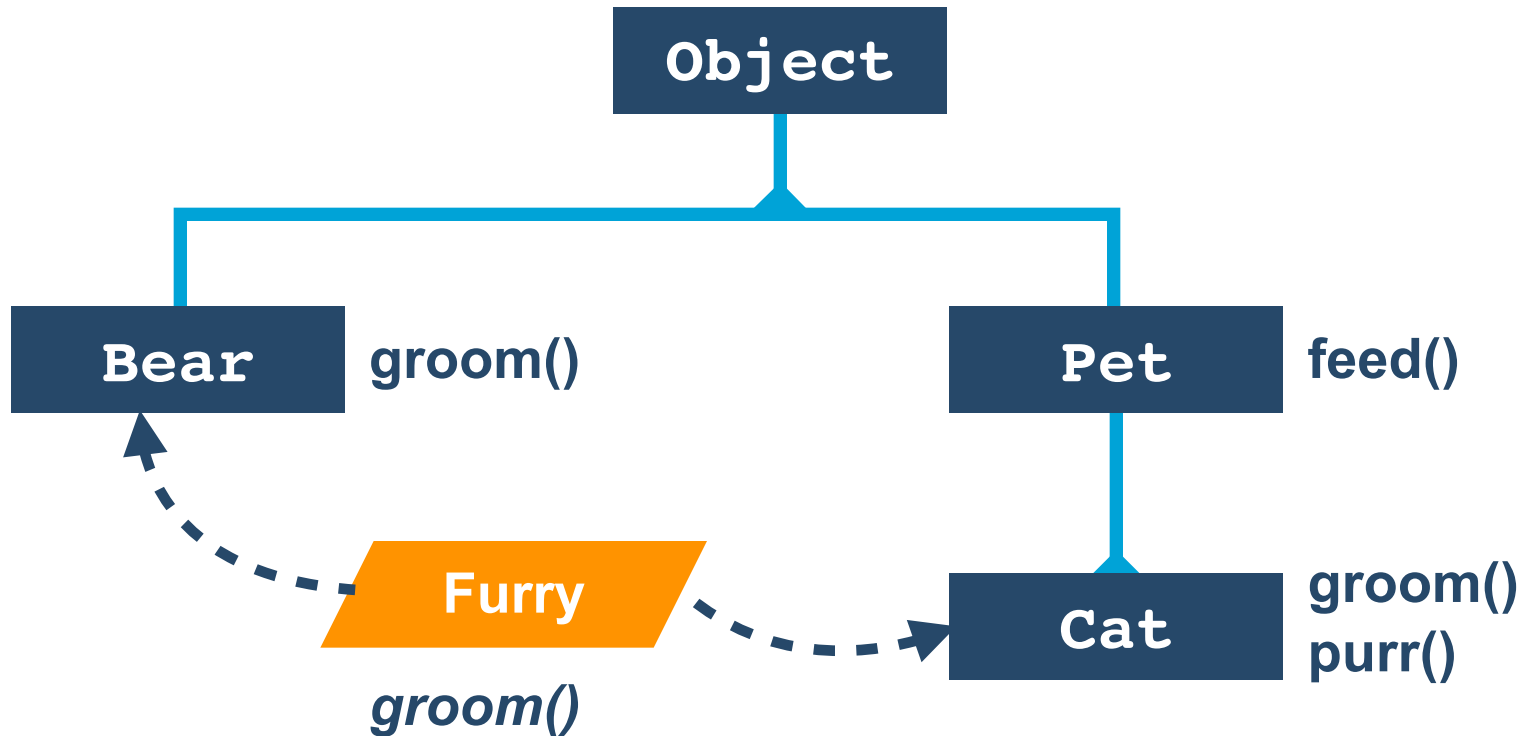 Object
Bear
groom()
Pet
feed()
Furry
groom()
Cat
groom()
purr()